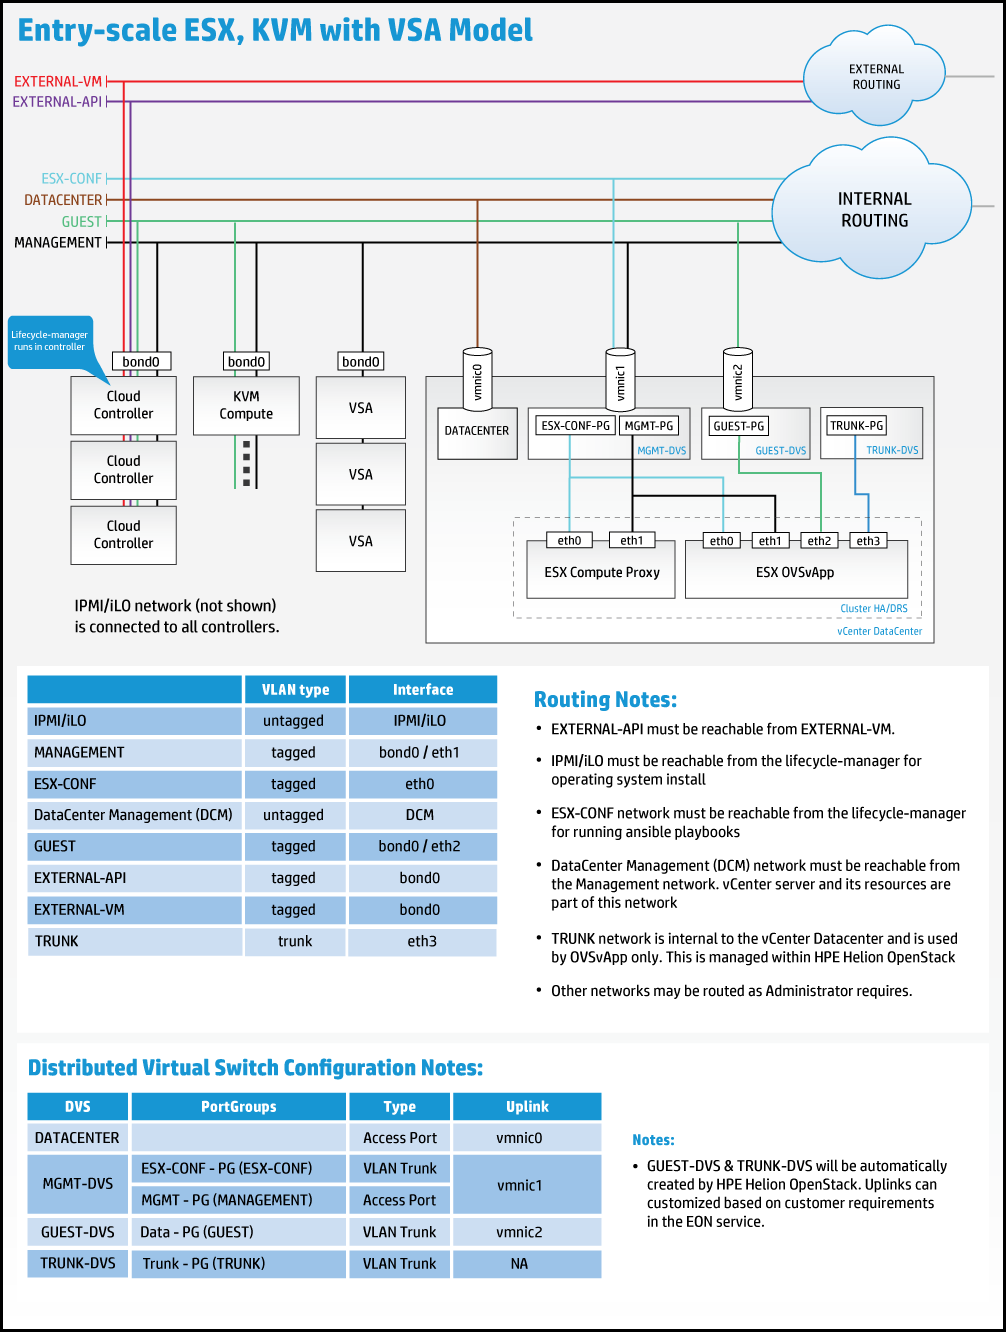 Entry-scale ESX, KVM with VSA Model
EXTERNAL-VM
EXTERNAL-API
EXTERNAL
ROUTING
ESX-CONF
DATACENTER
GUEST
MANAGEMENT
INTERNAL
ROUTING
Lifecycle-manager
runs in controller
bond0
bond0
bond0
vmnic0
vmnic1
vmnic2
Cloud
Controller
KVM
Compute
VSA
DATACENTER
ESX-CONF-PG
MGMT-PG
MGMT-DVS
GUEST-PG
GUEST-DVS
TRUNK-PG
TRUNK-DVS
Cloud
Controller
VSA
Cloud
Controller
VSA
eth0
eth1
eth0
eth1
eth2
eth3
ESX Compute Proxy
ESX OVSvApp
Cluster HA/DRS
vCenter DataCenter
IPMI/iLO network (not shown)
is connected to all controllers.
VLAN type Interface
IPMI/iLO untagged IPMI/iLO
MANAGEMENT tagged bond0 / eth1
ESX-CONF tagged eth0
DataCenter Management (DCM) untagged DCM
GUEST tagged bond0 / eth2
EXTERNAL-API tagged bond0
EXTERNAL-VM tagged bond0
TRUNK trunk eth3
Routing Notes:
• EXTERNAL-API must be reachable from EXTERNAL-VM.
• IPMI/iLO must be reachable from the lifecycle-manager for
operating system install
• ESX-CONF network must be reachable from the lifecycle-manager
for running ansible playbooks
• DataCenter Management (DCM) network must be reachable from
the Management network. vCenter server and its resources are
part of this network
• TRUNK network is internal to the vCenter Datacenter and is used
by OVSvApp only. This is managed within HPE Helion OpenStack
• Other networks may be routed as Administrator requires.
Distributed Virtual Switch Configuration Notes:
DVS PortGroups Type Uplink
DATACENTER Access Port vmnic0
MGMT-DVS ESX-CONF - PG (ESX-CONF) VLAN Trunk vmnic1
MGMT - PG (MANAGEMENT) Access Port
GUEST-DVS Data - PG (GUEST) VLAN Trunk vmnic2
TRUNK-DVS Trunk - PG (TRUNK) VLAN Trunk NA
Notes:
• GUEST-DVS & TRUNK-DVS will be automatically
created by HPE Helion OpenStack. Uplinks can
customized based on customer requirements
in the EON service.